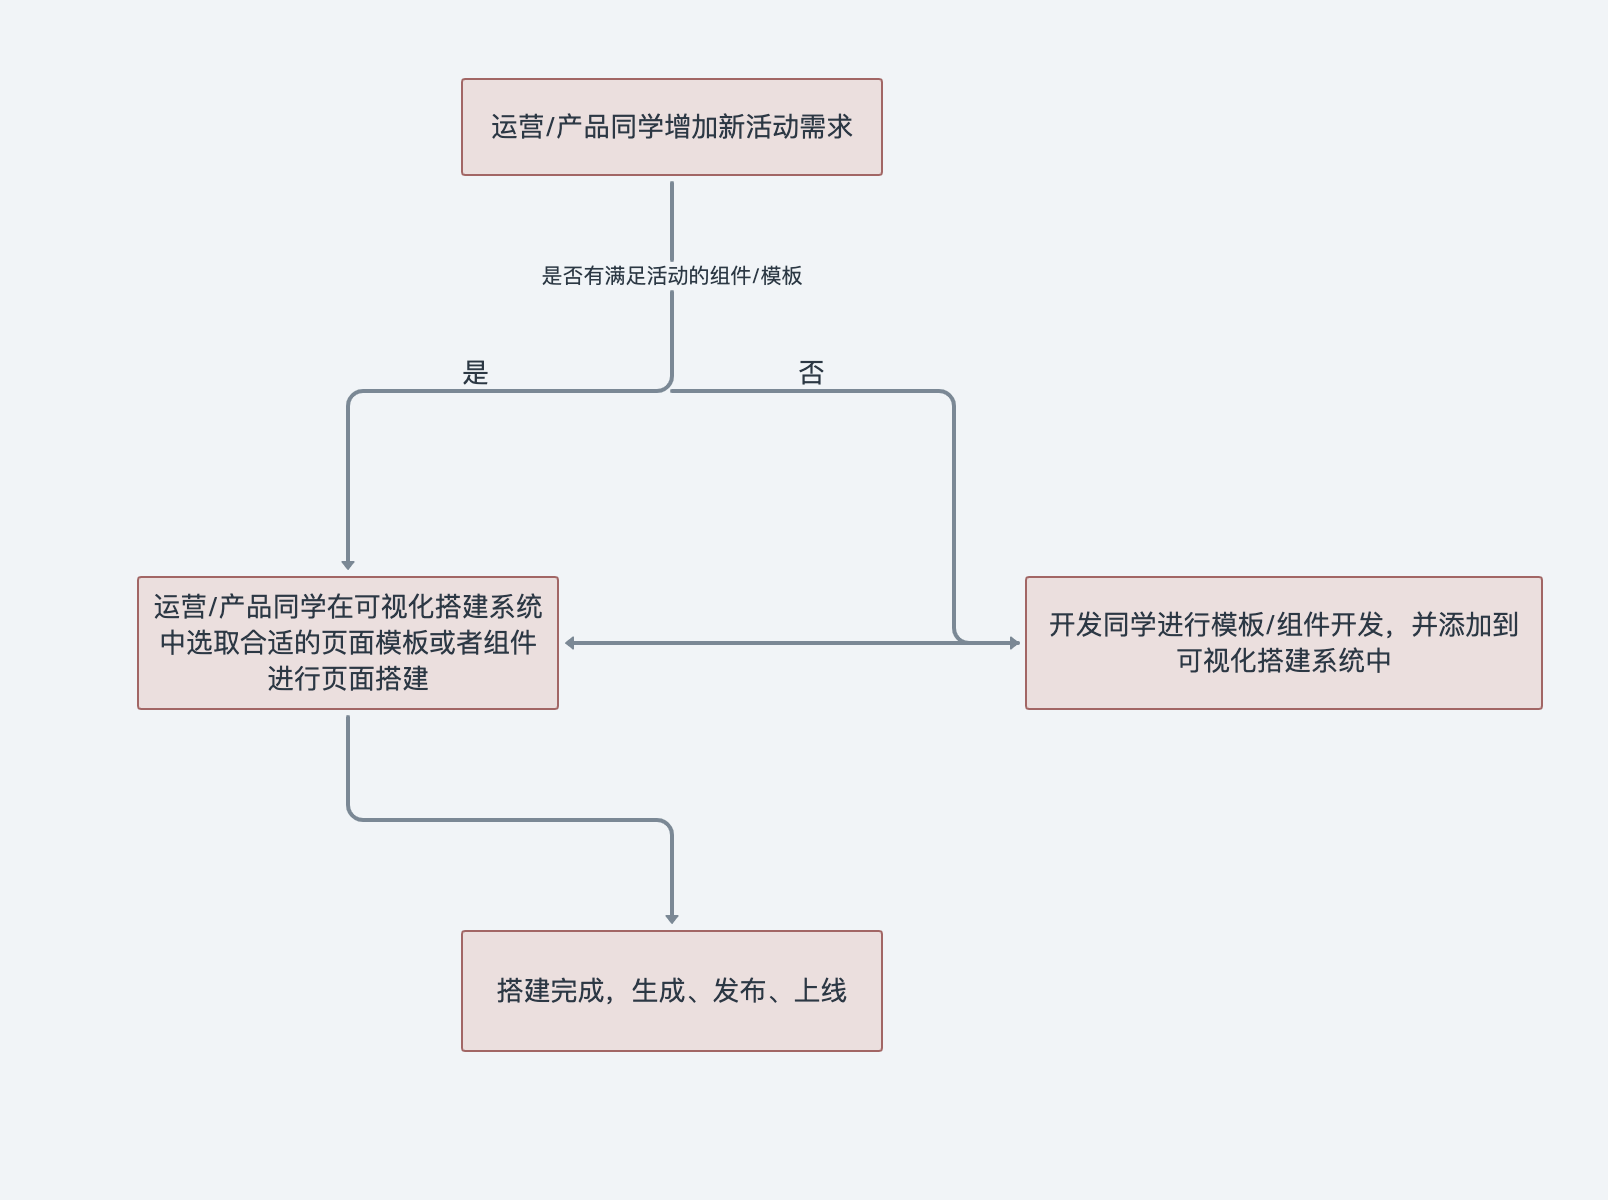 运营/产品同学增加新活动需求
是否有满足活动的组件/模板
是
否
运营/产品同学在可视化搭建系统
中选取合适的页面模板或者组件
进行页面搭建
开发同学进行模板/组件开发，并添加到
可视化搭建系统中
搭建完成，生成、发布、上线